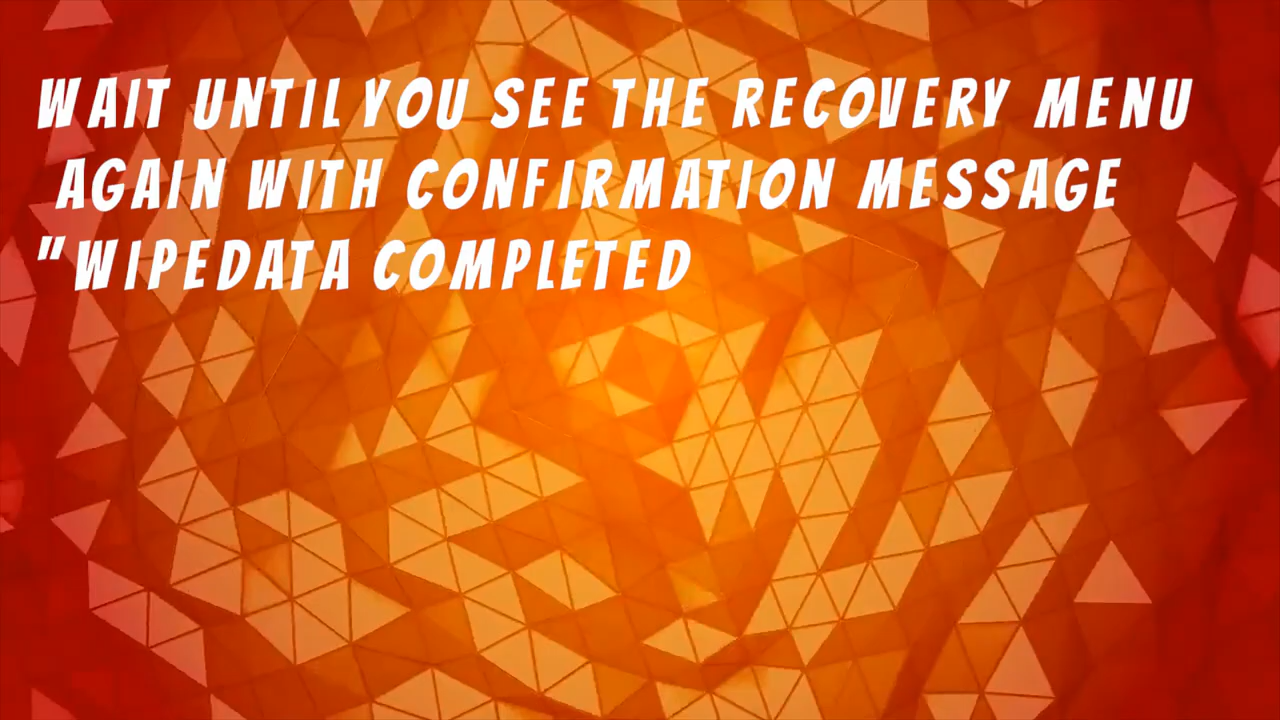 WAIT UNTIL YOU SEE THE RECOVERY MENU
AGAIN WITH CONFIRMATION MESSAGE
"WIPEDATA COMPLETED